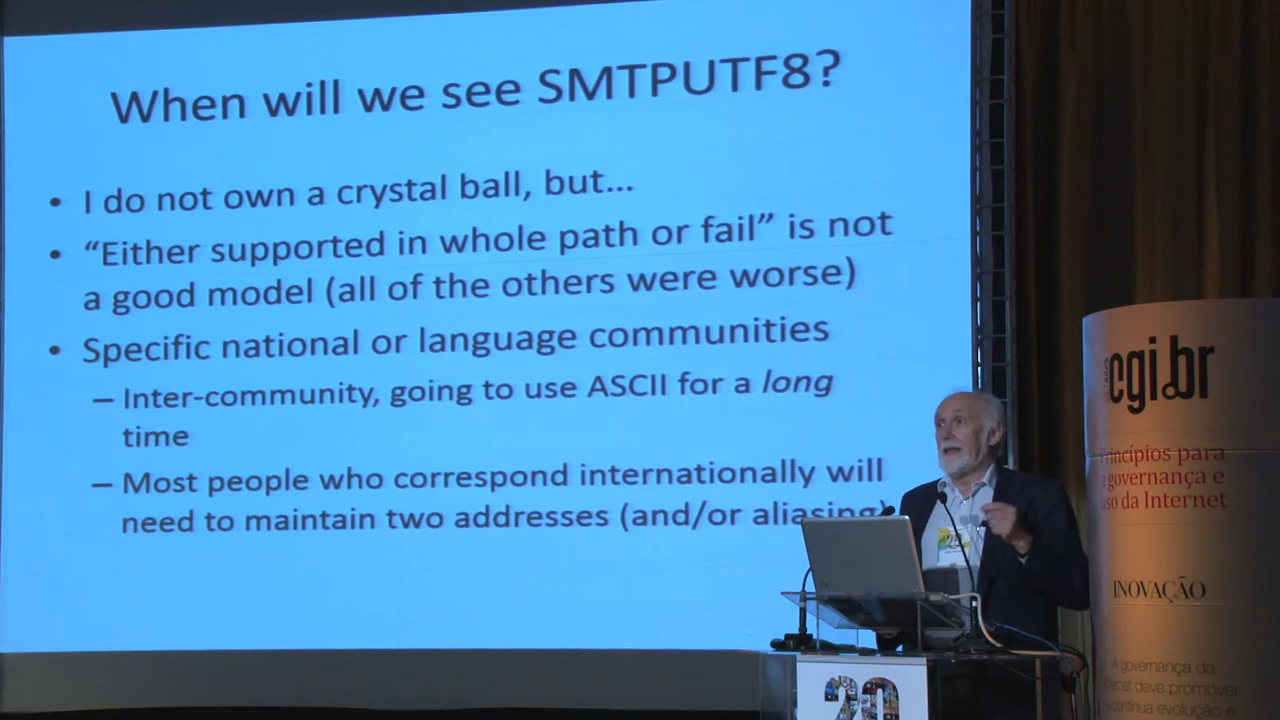 When will we see SMTPUTF8?
• I do not own a crystal ball, but...
• “Either supported in whole path or fail” is not
a good model (all of the others were worse)
• Specific national or language communities
– Inter-community, going to use ASCII for a long
time
– Most people who correspond internationally will
need to maintain two addresses (and/or aliasing)
cgi.br
Princípios para
a governança e
uso da Internet
INOVAÇÃO
A governança da
Internet deve promover
a contínua evolução e
20